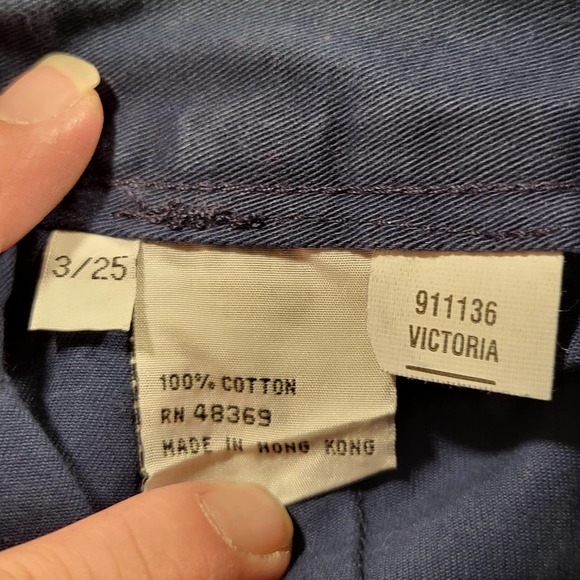 3/25
100% COTTON
RN 48369
MADE IN HONG KONG
911136
VICTORIA